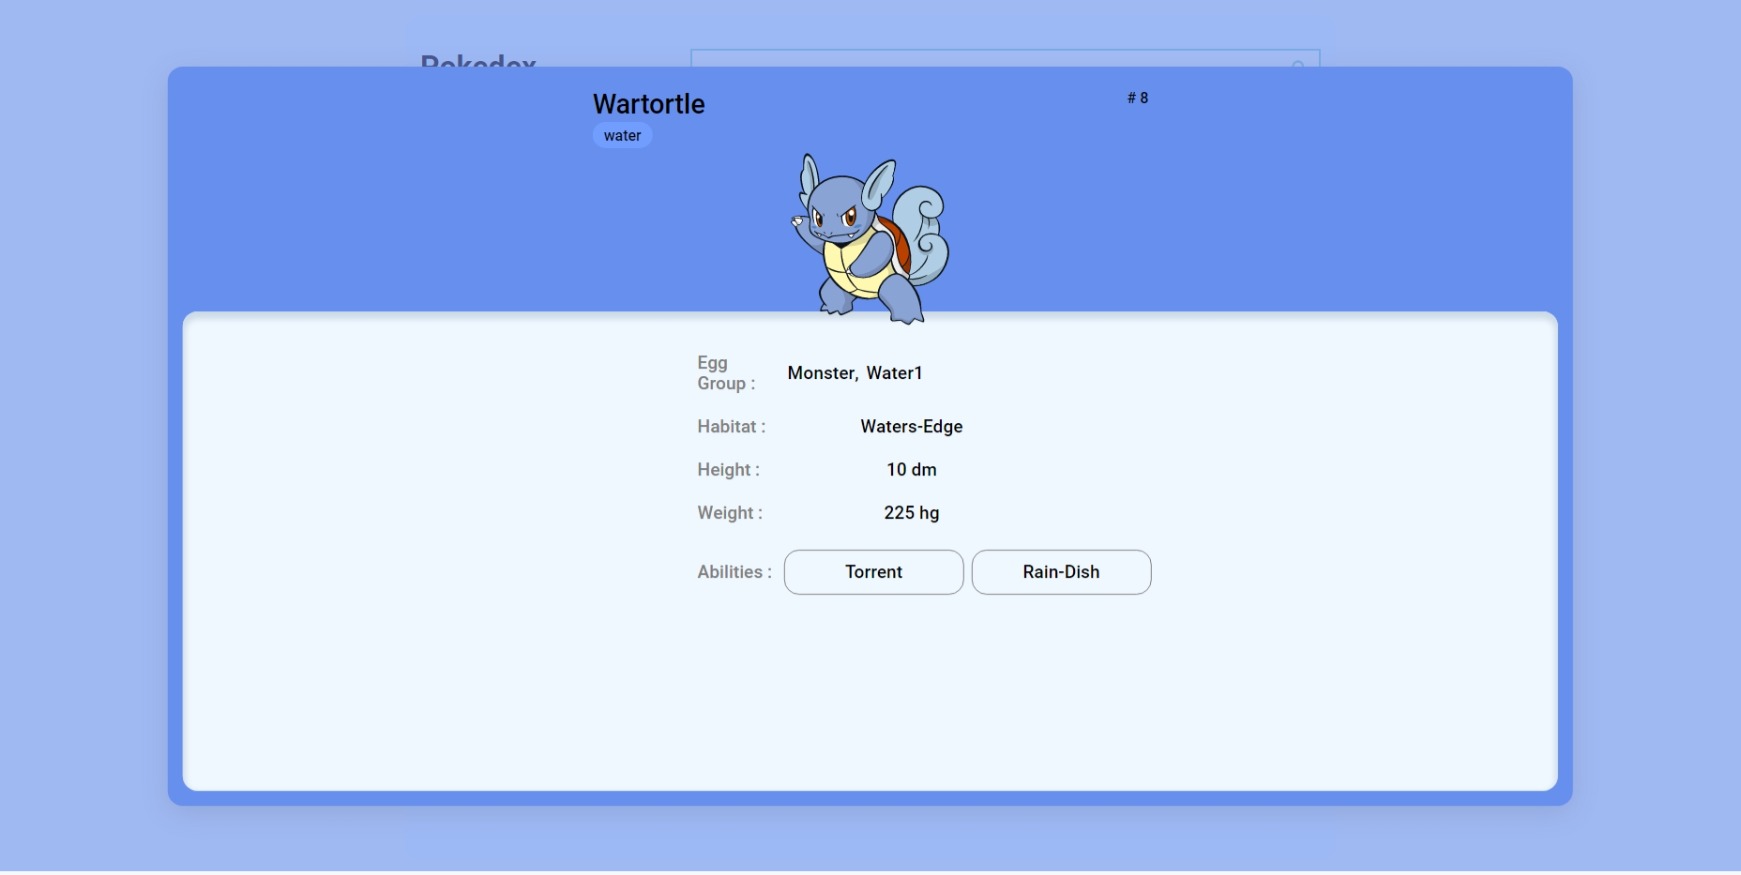 Pokedex
Wartortle
# 8
water
Egg
Group :
Monster, Water1
Habitat : Waters-Edge
Height : 10 dm
Weight : 225 hg
Abilities : Torrent Rain-Dish